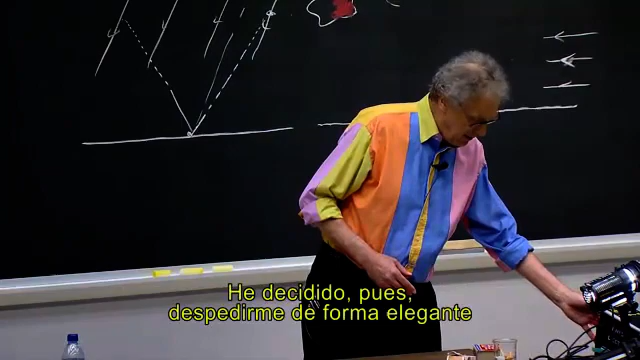 He decidido, pues,
despedirme de forma elegante